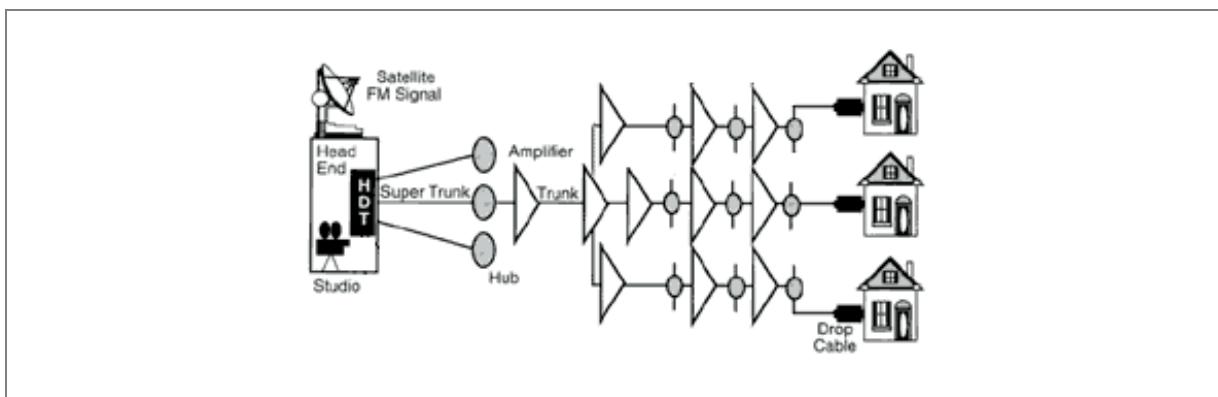 Satellite
FM Signal
Head
End
HDT
Super Trunk
Studio
Hub
Amplifier
Trunk
Drop
Cable